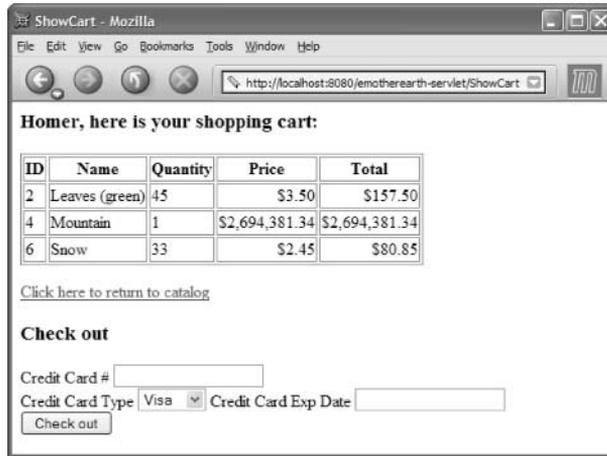 ShowCart - Mozilla
File Edit View Go Bookmarks Tools Window Help
http://localhost:8080/emotherearth-servlet/ShowCart
Homer, here is your shopping cart:
ID Name Quantity Price Total
2 Leaves (green) 45 $3.50 $157.50
4 Mountain 1 $2,694,381.34 $2,694,381.34
6 Snow 33 $2.45 $80.85
Click here to return to catalog
Check out
Credit Card #
Credit Card Type Visa Credit Card Exp Date
Check out